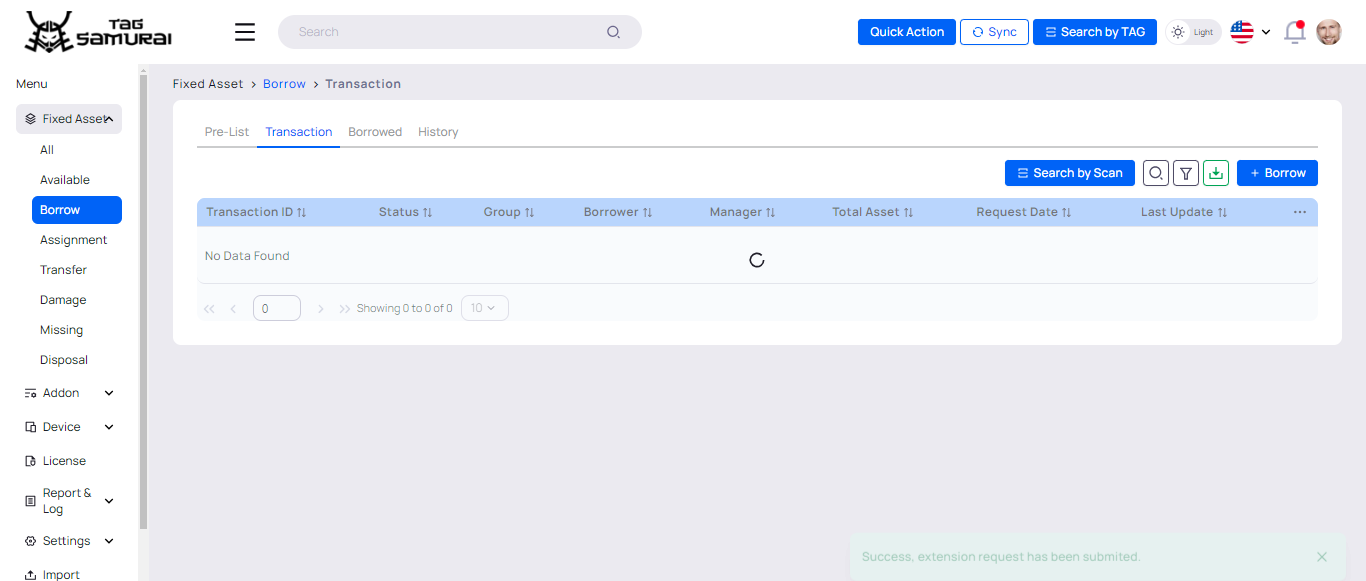 TAG
SAMURAI
Search
Quick Action
Sync
Search by TAG
Light
Menu
Fixed Asset
All
Available
Borrow
Assignment
Transfer
Damage
Missing
Disposal
Addon
Device
License
Report &
Log
Settings
Import
Fixed Asset > Borrow > Transaction
Pre-List Transaction Borrowed History
Search by Scan
+ Borrow
Transaction ID Status Group Borrower Manager Total Asset Request Date Last Update ...
No Data Found
0
Showing 0 to 0 of 0
10
Success, extension request has been submited.